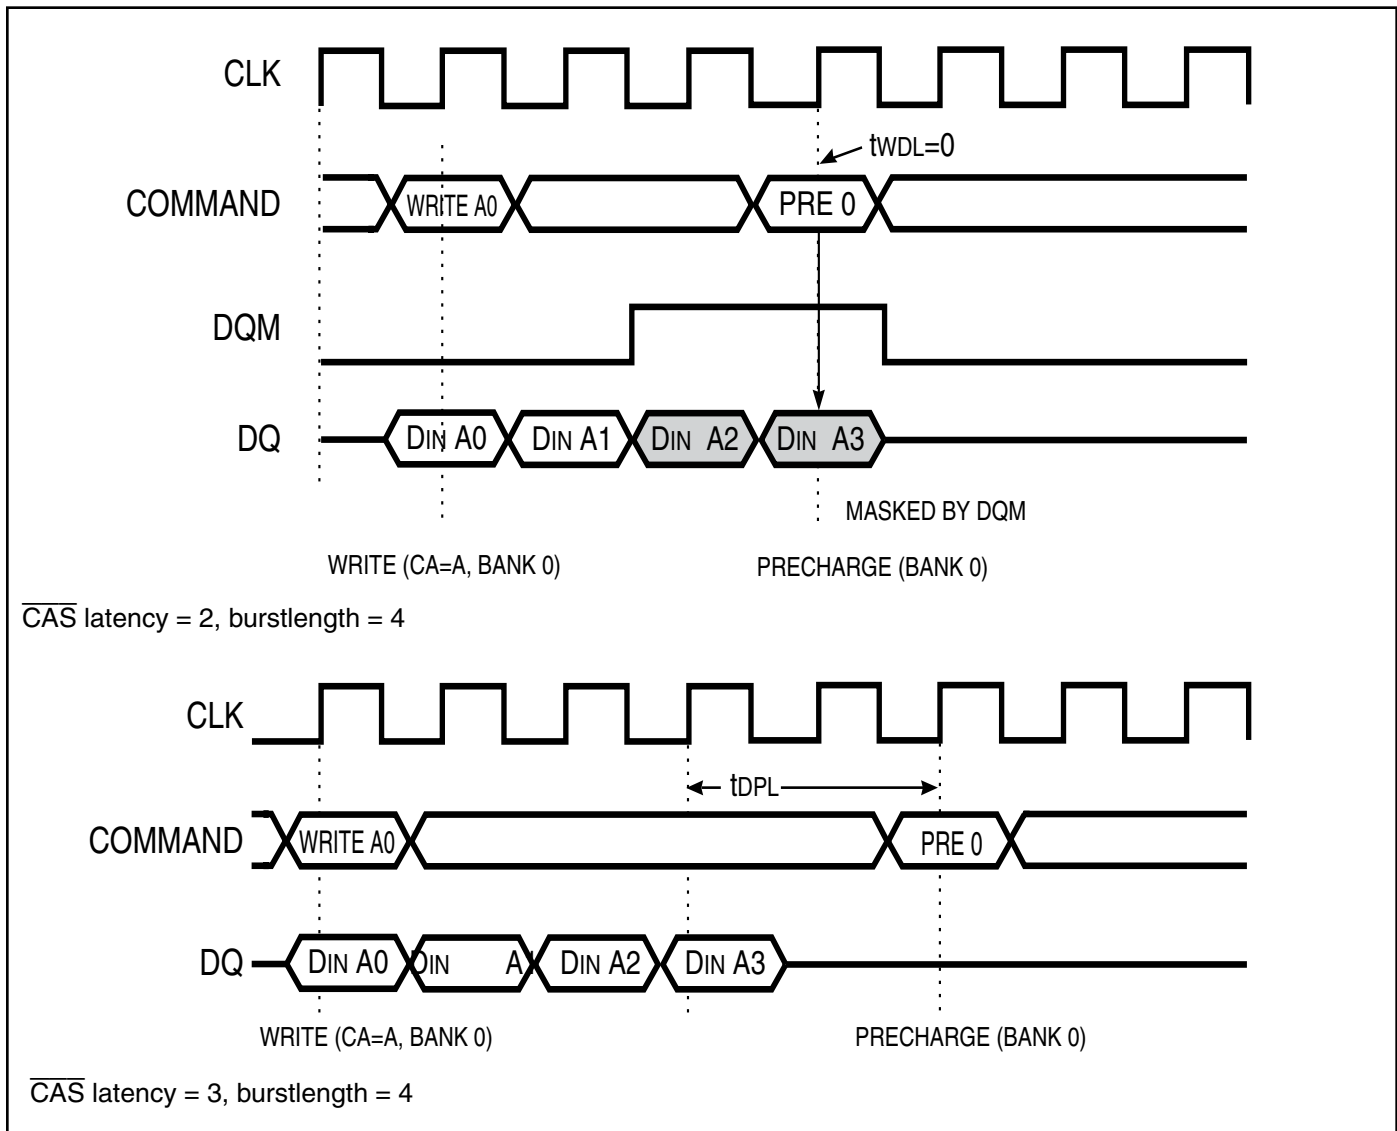 CLK
tWDL=0
COMMAND WRITE A0 PRE 0
DQM
DQ DIN A0 DIN A1 DIN A2 DIN A3
MASKED BY DQM
WRITE (CA=A, BANK 0) PRECHARGE (BANK 0)
CAS latency = 2, burstlength = 4
CLK
tDPL
COMMAND WRITE A0 PRE 0
DQ DIN A0 DIN A1 DIN A2 DIN A3
WRITE (CA=A, BANK 0) PRECHARGE (BANK 0)
CAS latency = 3, burstlength = 4